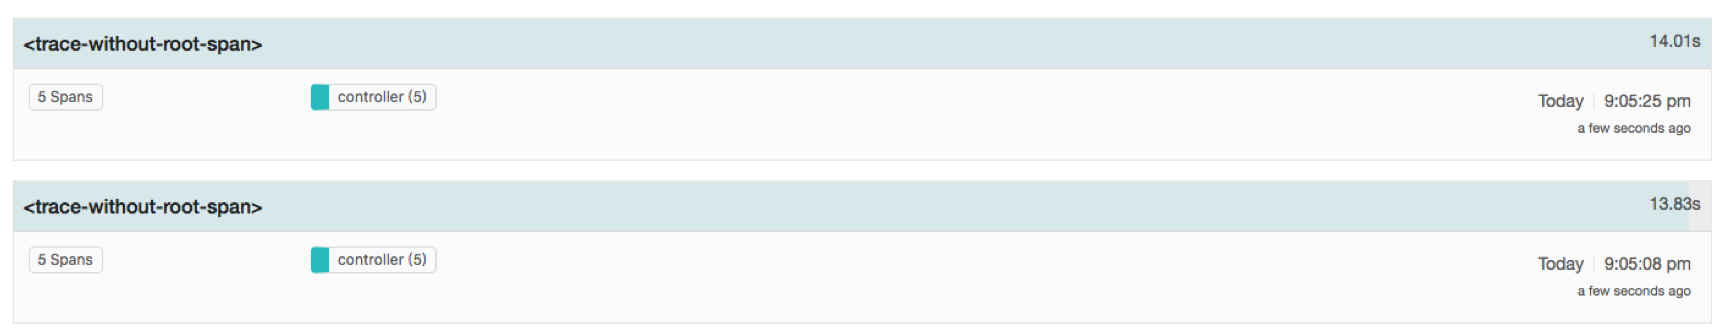 <trace-without-root-span> 14.01s
5 Spans controller (5) Today 9:05:25 pm
a few seconds ago
<trace-without-root-span> 13.83s
5 Spans controller (5) Today 9:05:08 pm
a few seconds ago